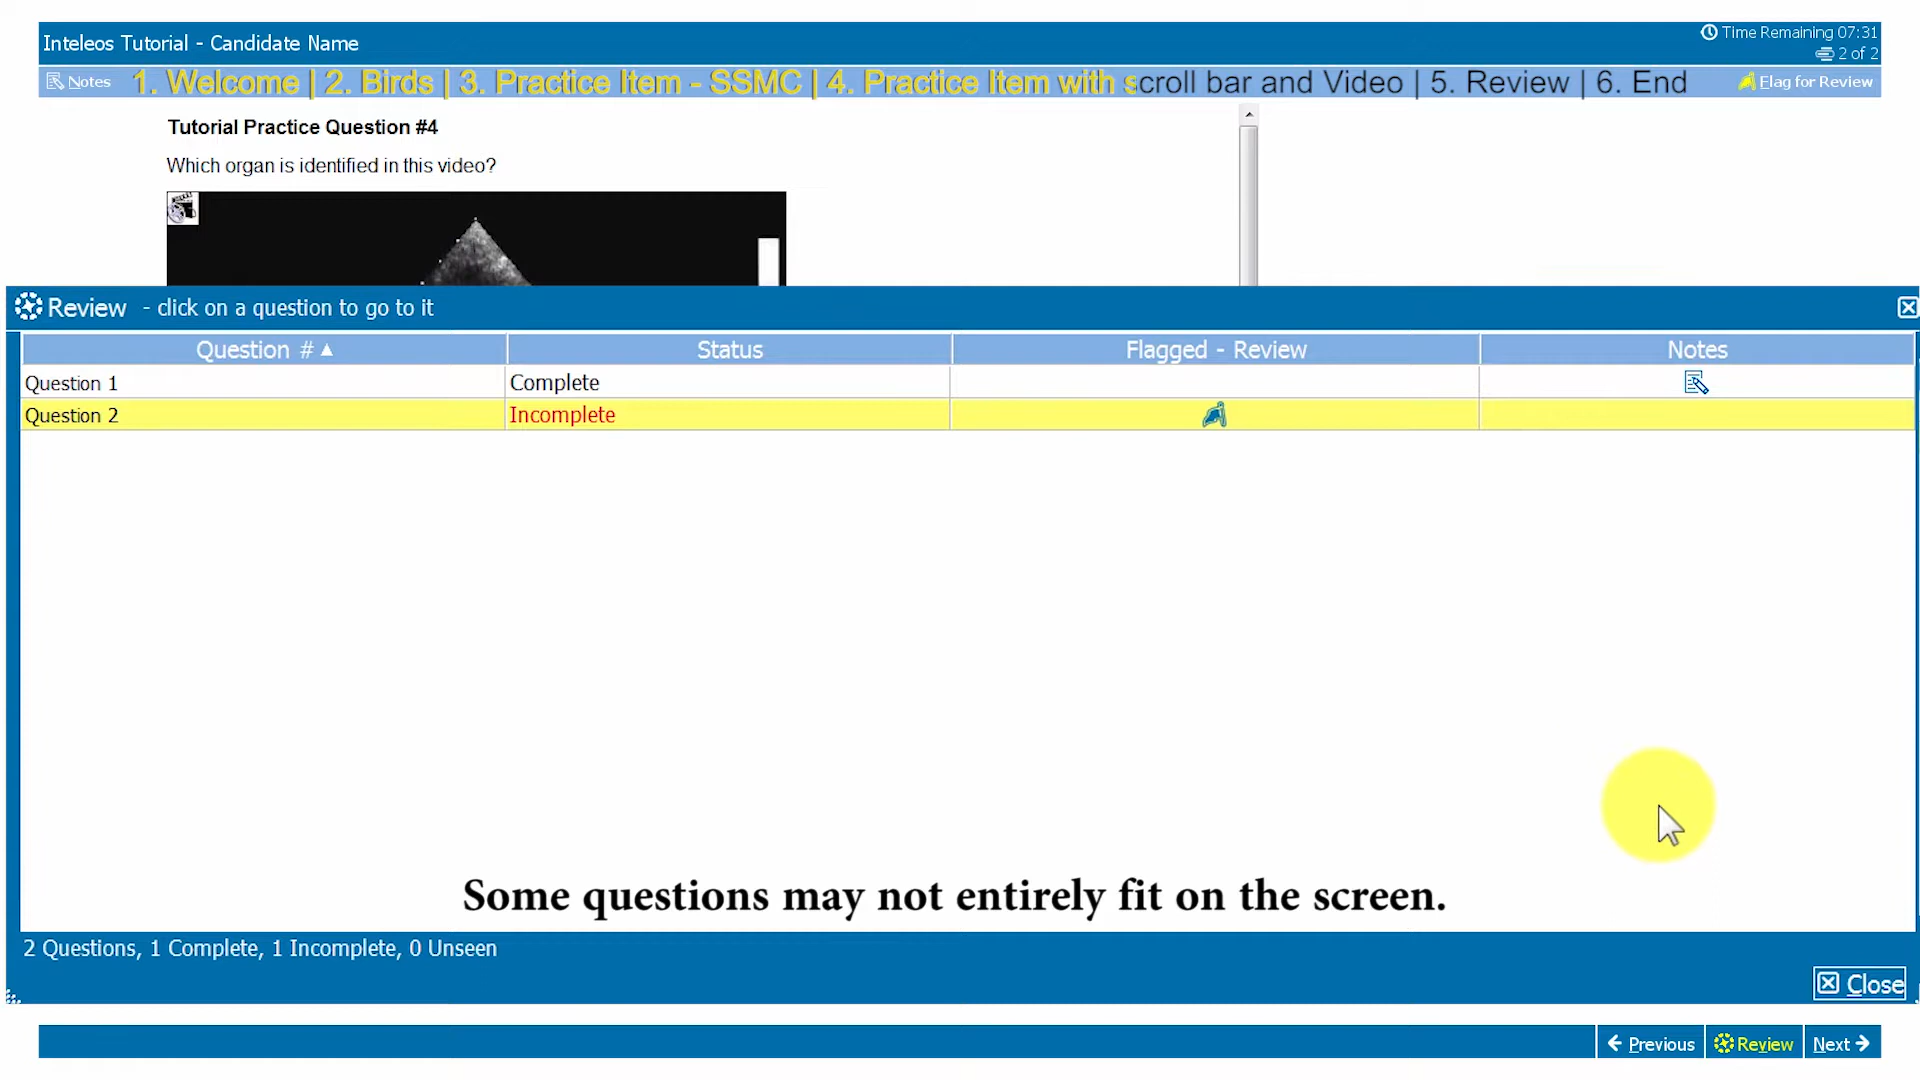 Inteleos Tutorial - Candidate Name
Time Remaining 07:31
2 of 2
Notes
1. Welcome | 2. Birds | 3. Practice Item - SSMC | 4. Practice Item with scroll bar and Video | 5. Review | 6. End
Flag for Review
Tutorial Practice Question #4
Which organ is identified in this video?
Review - click on a question to go to it
Question # Status Flagged - Review Notes
Question 1 Complete
Question 2 Incomplete
Some questions may not entirely fit on the screen.
2 Questions, 1 Complete, 1 Incomplete, 0 Unseen
Close
Previous Review Next